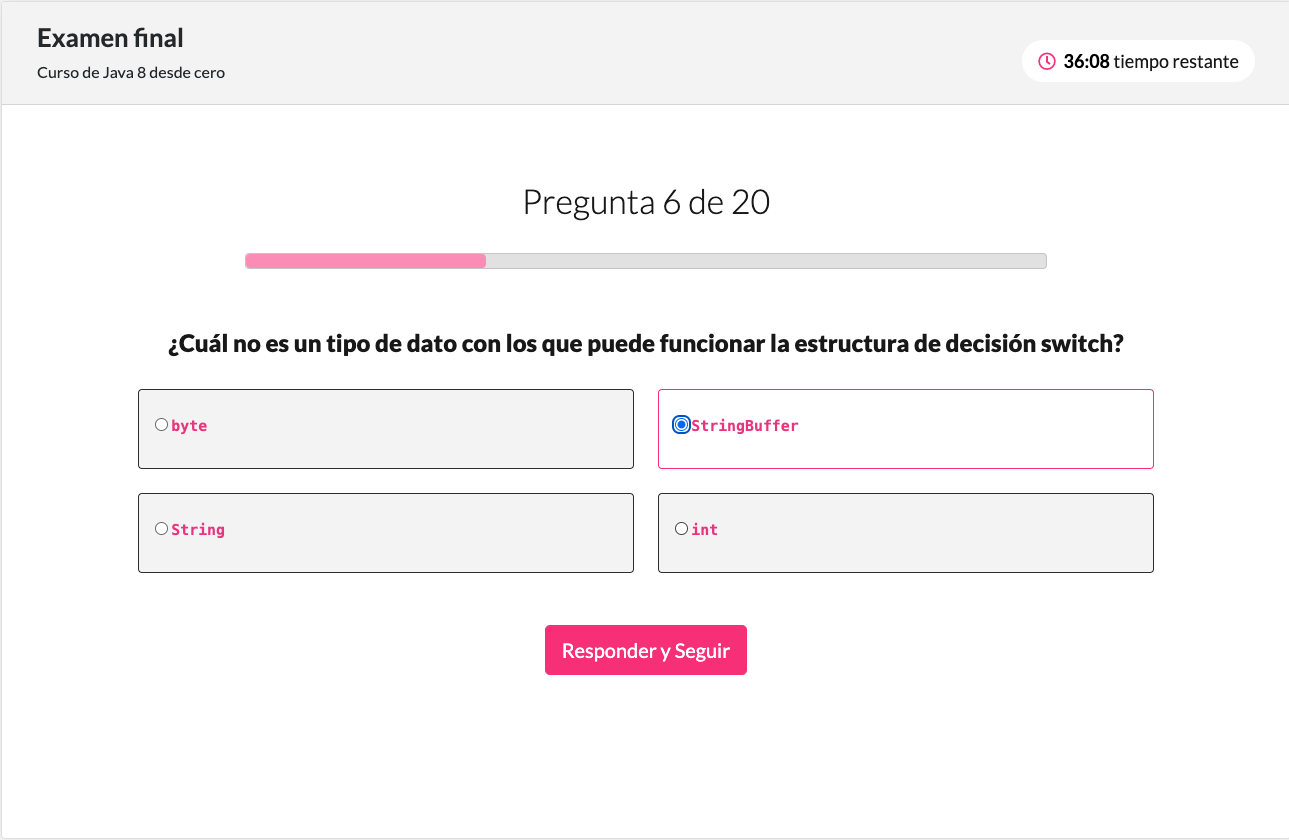 Examen final
Curso de Java 8 desde cero
36:08 tiempo restante
Pregunta 6 de 20
¿Cuál no es un tipo de dato con los que puede funcionar la estructura de decisión switch?
byte
StringBuffer
String
int
Responder y Seguir